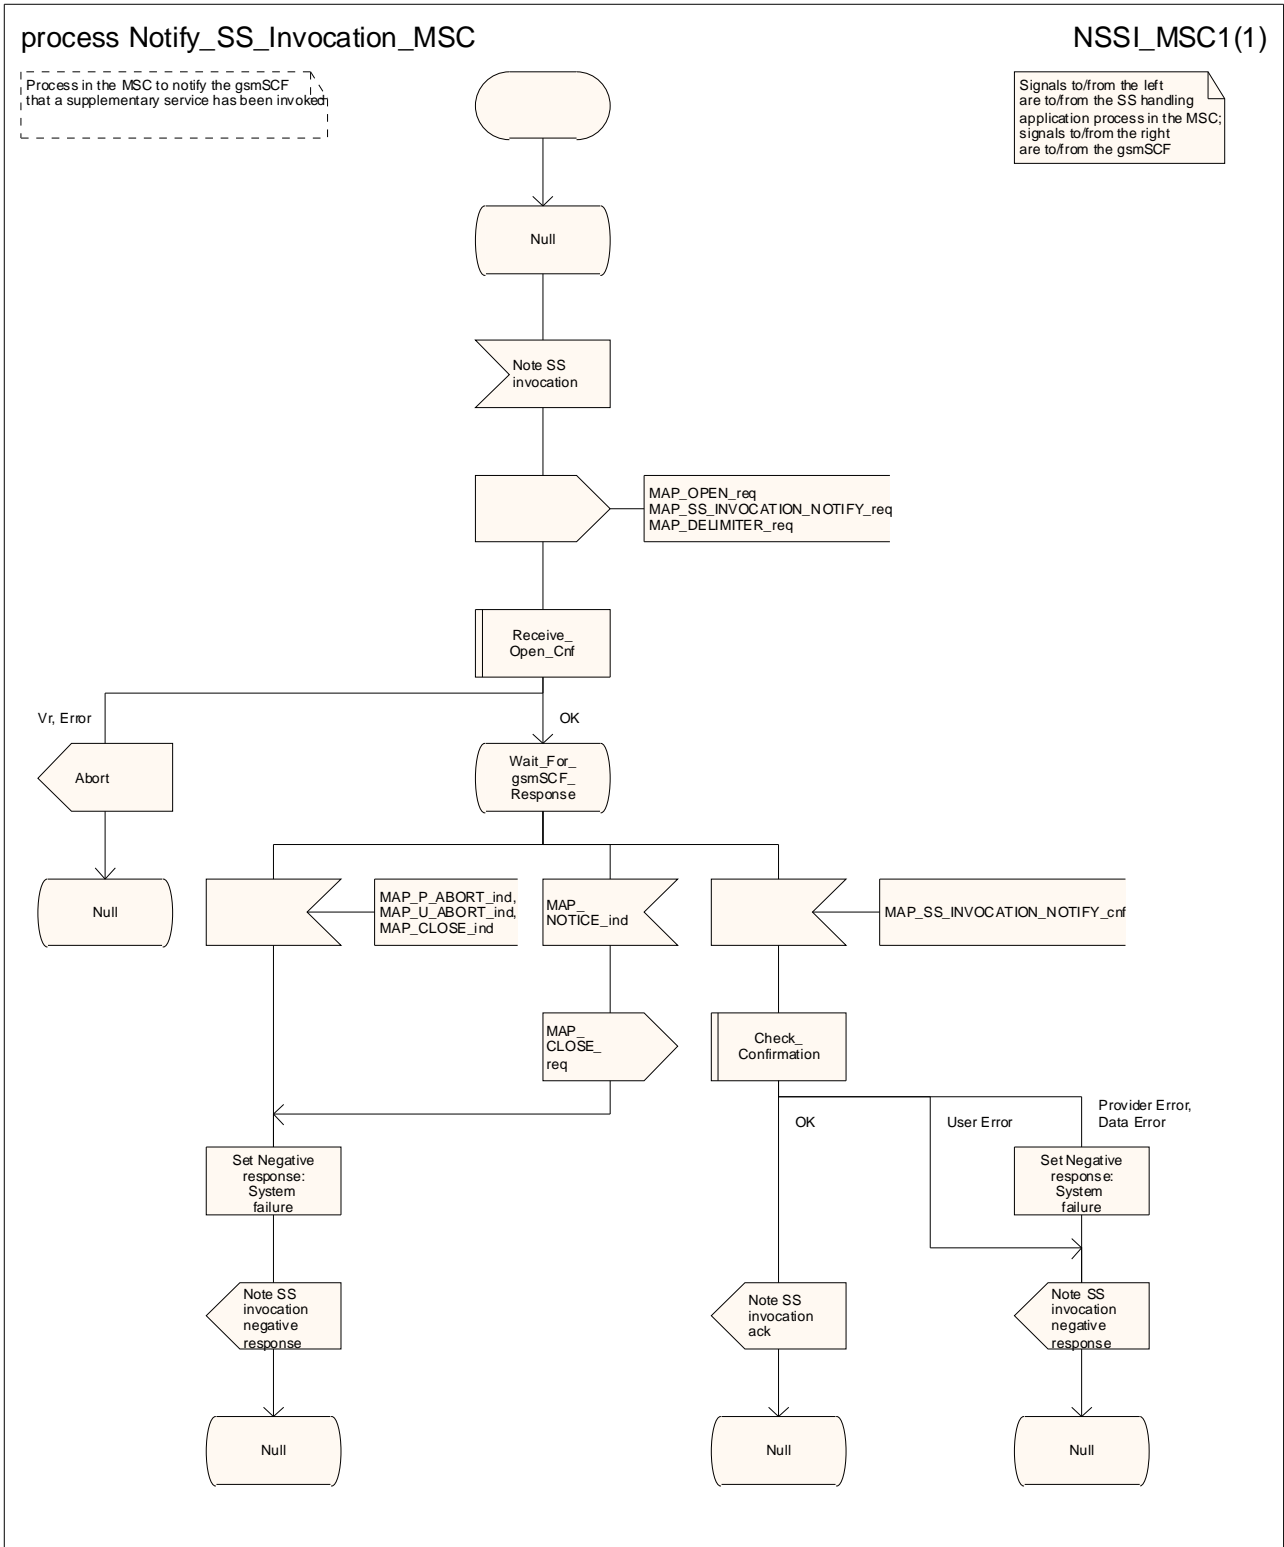 process Notify_SS_Invocation_MSC
NSSI_MSC1(1)
Process in the MSC to notify the gsmSCF
that a supplementary service has been invoked
Signals to/from the left
are to/from the SS handling
application process in the MSC;
signals to/from the right
are to/from the gsmSCF
Null
Note SS
invocation
MAP_OPEN_req
MAP_SS_INVOCATION_NOTIFY_req
MAP_DELIMITER_req
Receive_
Open_Cnf
Vr, Error
OK
Abort
Wait_For_
gsmSCF_
Response
Null
MAP_P_ABORT_ind,
MAP_U_ABORT_ind,
MAP_CLOSE_ind
MAP_
NOTICE_ind
MAP_SS_INVOCATION_NOTIFY_cnf
MAP_
CLOSE_
req
Check_
Confirmation
OK
User Error
Provider Error,
Data Error
Set Negative
response:
System
failure
Set Negative
response:
System
failure
Note SS
invocation
negative
response
Note SS
invocation
ack
Note SS
invocation
negative
response
Null
Null
Null